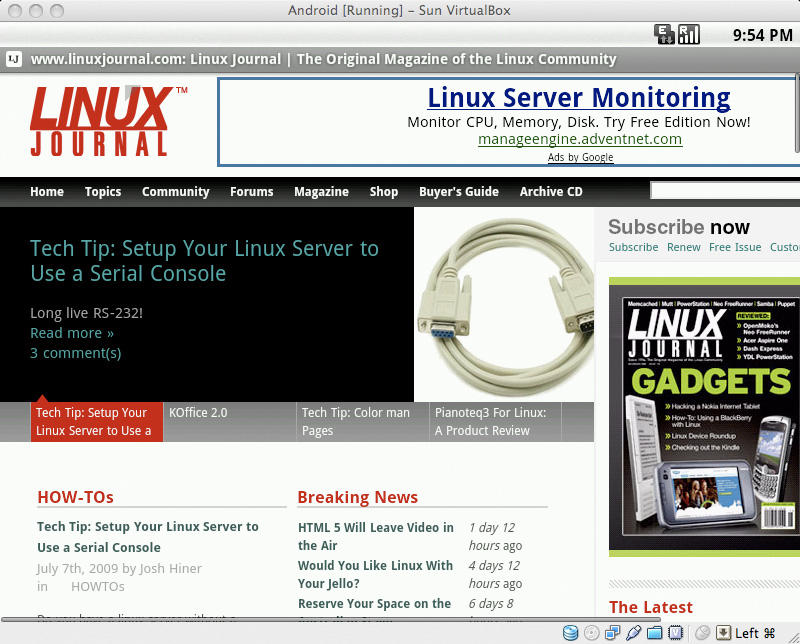 Android [Running] – Sun VirtualBox
9:54 PM
LJ www.linuxjournal.com: Linux Journal | The Original Magazine of the Linux Community
LINUX JOURNAL™
Linux Server Monitoring
Monitor CPU, Memory, Disk. Try Free Edition Now!
manageengine.adventnet.com
Ads by Google
Home Topics Community Forums Magazine Shop Buyer's Guide Archive CD
Tech Tip: Setup Your Linux Server to
Use a Serial Console
Long live RS-232!
Read more »
3 comment(s)
Tech Tip: Setup Your
Linux Server to Use a
KOffice 2.0
Tech Tip: Color man
Pages
Pianoteq3 For Linux:
A Product Review
Subscribe now
Subscribe Renew Free Issue Custo
Memcached | Mutt | PowerStation | Neo FreeRunner | Samba | Puppet
LINUX
JOURNAL
REVIEWED:
» OpenMoko's
Neo FreeRunner
» Acer Aspire One
» Dash Express
» YDL PowerStation
GADGETS
» Hacking a Nokia Internet Tablet
» How-To: Using a BlackBerry
with Linux
» Linux Device Roundup
» Checking out the Kindle
HOW-TOs
Tech Tip: Setup Your Linux Server to
Use a Serial Console
July 7th, 2009 by Josh Hiner
in HOWTOs
Breaking News
HTML 5 Will Leave Video in
the Air
1 day 12
hours ago
Would You Like Linux With
Your Jello?
4 days 12
hours ago
Reserve Your Space on the
6 days 8
hours ago
The Latest
Left ⌘